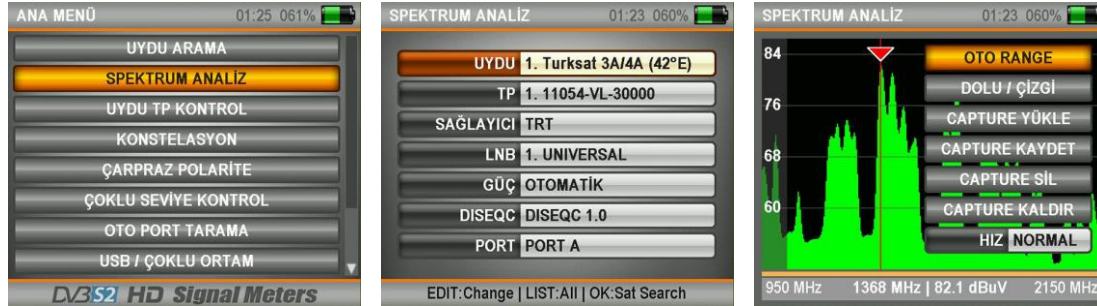 ANA MENÜ 01:25 061%
UYDU ARAMA
SPEKTRUM ANALİZ
UYDU TP KONTROL
KONSTELASYON
ÇARPRAZ POLARİTE
ÇOKLU SEVİYE KONTROL
OTO PORT TARAMA
USB / ÇOKLU ORTAM
DVB S2 HD Signal Meters
SPEKTRUM ANALİZ 01:23 060%
UYDU 1. Turksat 3A/4A (42ºE)
TP 1. 11054-VL-30000
SAĞLAYICI TRT
LNB 1. UNIVERSAL
GÜÇ OTOMATİK
DISEQC DISEQC 1.0
PORT PORT A
EDIT:Change | LIST:All | OK:Sat Search
SPEKTRUM ANALİZ 01:23 060%
84
76
68
60
OTO RANGE
DOLU / ÇİZGİ
CAPTURE YÜKLE
CAPTURE KAYDET
CAPTURE SİL
CAPTURE KALDIR
HIZ NORMAL
950 MHz 1368 MHz | 82.1 dBuV 2150 MHz